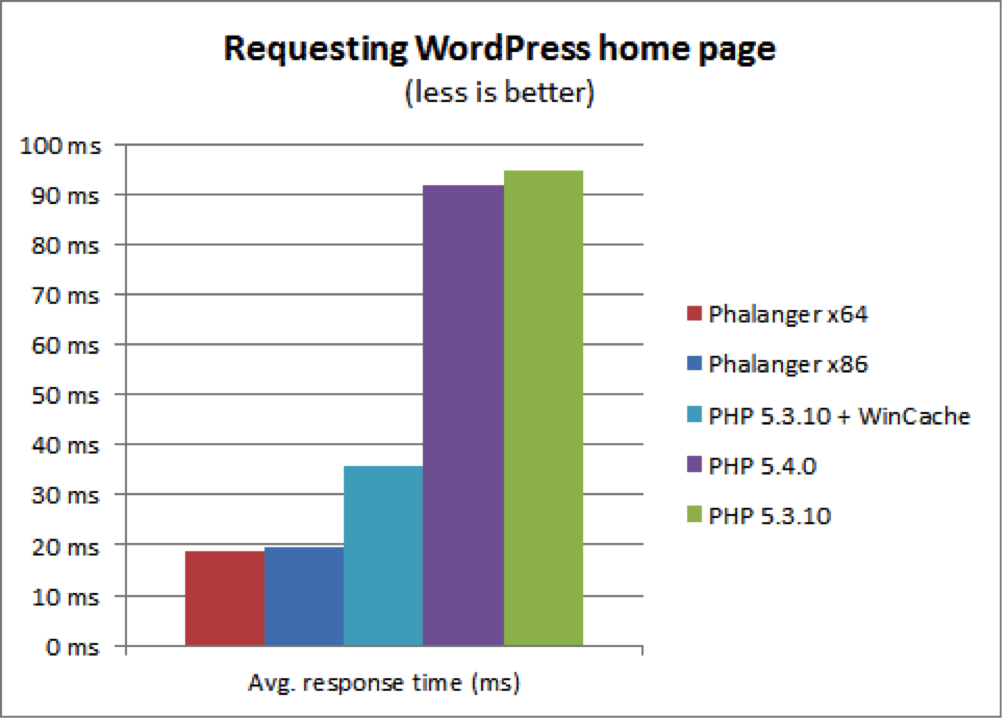 Requesting WordPress home page
(less is better)
100 ms
90 ms
80 ms
70 ms
60 ms
50 ms
40 ms
30 ms
20 ms
10 ms
0 ms
Avg. response time (ms)
Phalanger x64
Phalanger x86
PHP 5.3.10 + WinCache
PHP 5.4.0
PHP 5.3.10